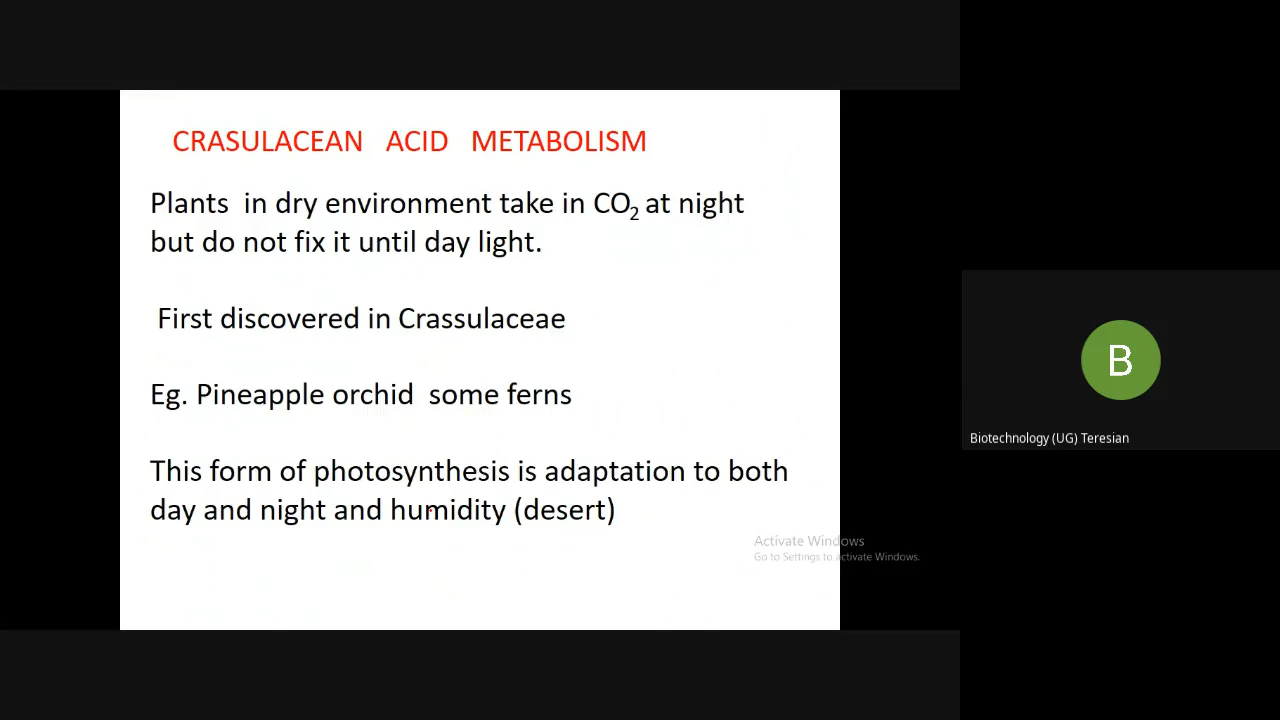 CRASULACEAN ACID METABOLISM
Plants in dry environment take in CO₂ at night
but do not fix it until day light.
First discovered in Crassulaceae
Eg. Pineapple orchid some ferns
This form of photosynthesis is adaptation to both
day and night and humidity (desert)
Activate Windows
Go to Settings to activate Windows.
B
Biotechnology (UG) Teresian